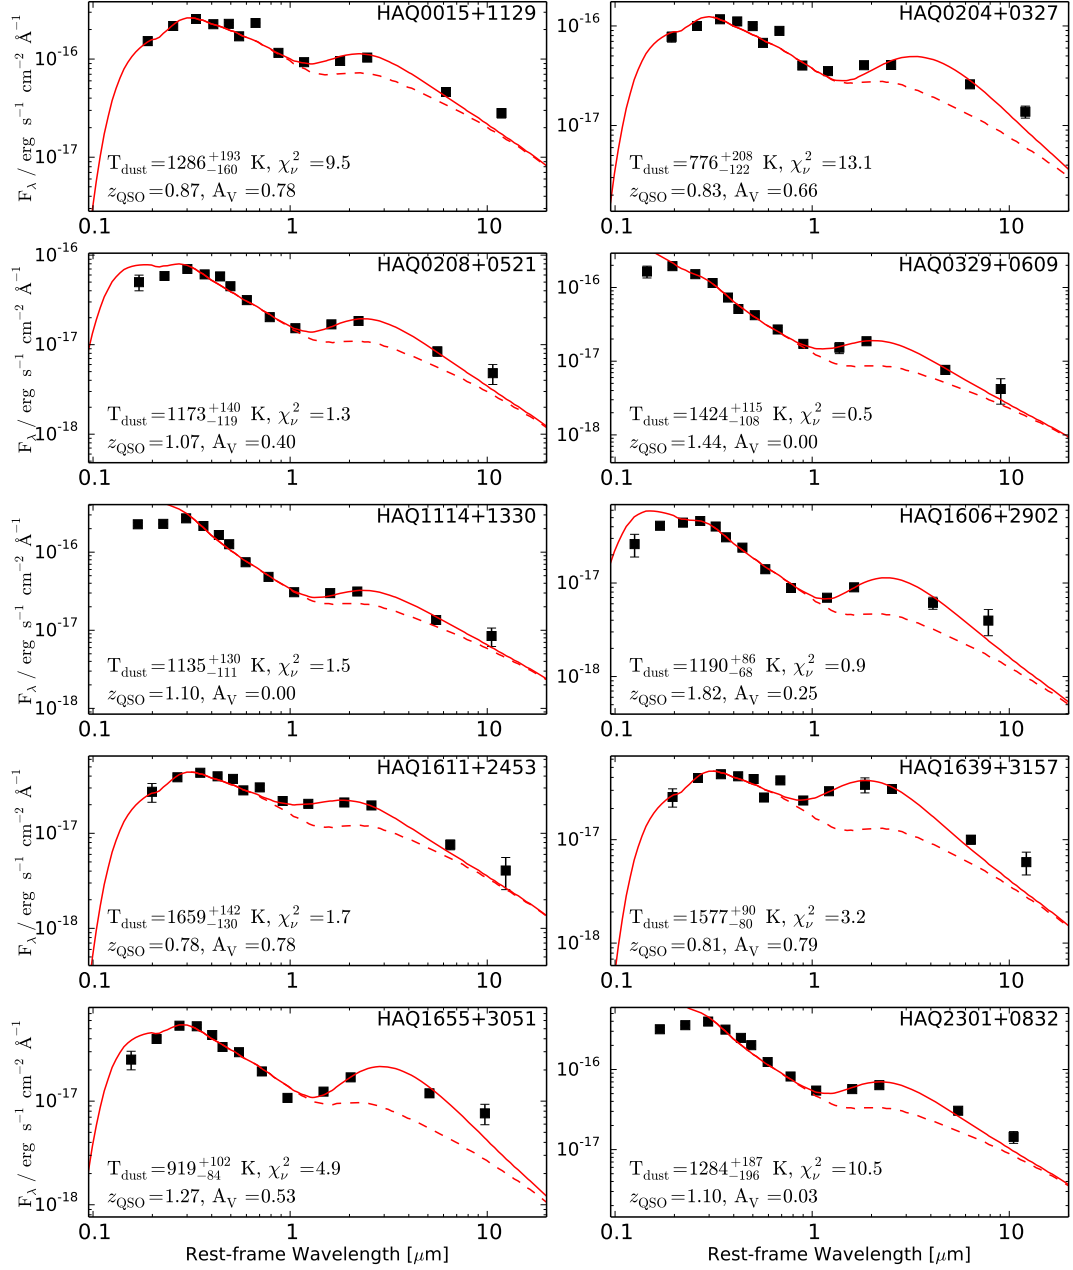 HAQ0015+1129
10⁻¹⁶
10⁻¹⁷
F_λ / erg s⁻¹ cm⁻² Å⁻¹
T_dust=1286⁺¹⁹³₋₁₆₀ K, χ²_ν =9.5
z_QSO=0.87, A_V =0.78
0.1 1 10
HAQ0204+0327
10⁻¹⁶
10⁻¹⁷
T_dust=776⁺²⁰⁸₋₁₂₂ K, χ²_ν =13.1
z_QSO=0.83, A_V =0.66
0.1 1 10
HAQ0208+0521
10⁻¹⁶
10⁻¹⁷
10⁻¹⁸
F_λ / erg s⁻¹ cm⁻² Å⁻¹
T_dust=1173⁺¹⁴⁰₋₁₁₉ K, χ²_ν =1.3
z_QSO=1.07, A_V =0.40
0.1 1 10
HAQ0329+0609
10⁻¹⁶
10⁻¹⁷
10⁻¹⁸
T_dust=1424⁺¹¹⁵₋₁₀₈ K, χ²_ν =0.5
z_QSO=1.44, A_V =0.00
0.1 1 10
HAQ1114+1330
10⁻¹⁶
10⁻¹⁷
10⁻¹⁸
F_λ / erg s⁻¹ cm⁻² Å⁻¹
T_dust=1135⁺¹³⁰₋₁₁₁ K, χ²_ν =1.5
z_QSO=1.10, A_V =0.00
0.1 1 10
HAQ1606+2902
10⁻¹⁷
10⁻¹⁸
T_dust=1190⁺⁸⁶₋₆₈ K, χ²_ν =0.9
z_QSO=1.82, A_V =0.25
0.1 1 10
HAQ1611+2453
10⁻¹⁷
10⁻¹⁸
F_λ / erg s⁻¹ cm⁻² Å⁻¹
T_dust=1659⁺¹⁴²₋₁₃₀ K, χ²_ν =1.7
z_QSO=0.78, A_V =0.78
0.1 1 10
HAQ1639+3157
10⁻¹⁷
10⁻¹⁸
T_dust=1577⁺⁹⁰₋₈₀ K, χ²_ν =3.2
z_QSO=0.81, A_V =0.79
0.1 1 10
HAQ1655+3051
10⁻¹⁷
10⁻¹⁸
F_λ / erg s⁻¹ cm⁻² Å⁻¹
T_dust=919⁺¹⁰²₋₈₄ K, χ²_ν =4.9
z_QSO=1.27, A_V =0.53
0.1 1 10
Rest-frame Wavelength [μm]
HAQ2301+0832
10⁻¹⁶
10⁻¹⁷
T_dust=1284⁺¹⁸⁷₋₁₉₆ K, χ²_ν =10.5
z_QSO=1.10, A_V =0.03
0.1 1 10
Rest-frame Wavelength [μm]